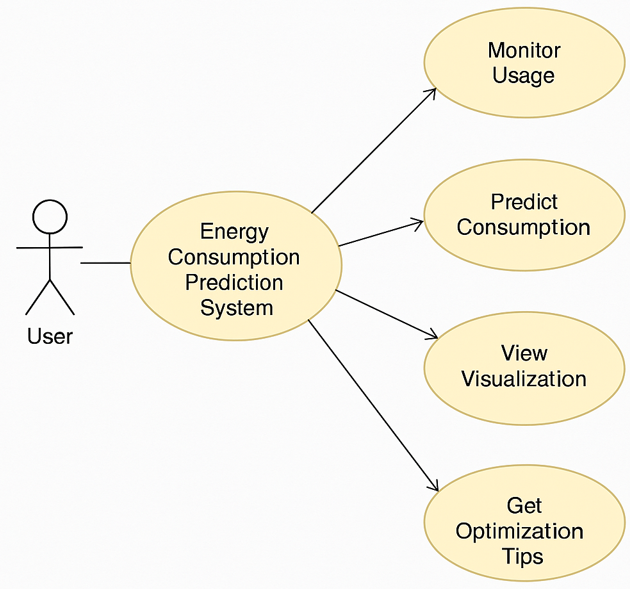 User
Energy
Consumption
Prediction
System
Monitor
Usage
Predict
Consumption
View
Visualization
Get
Optimization
Tips